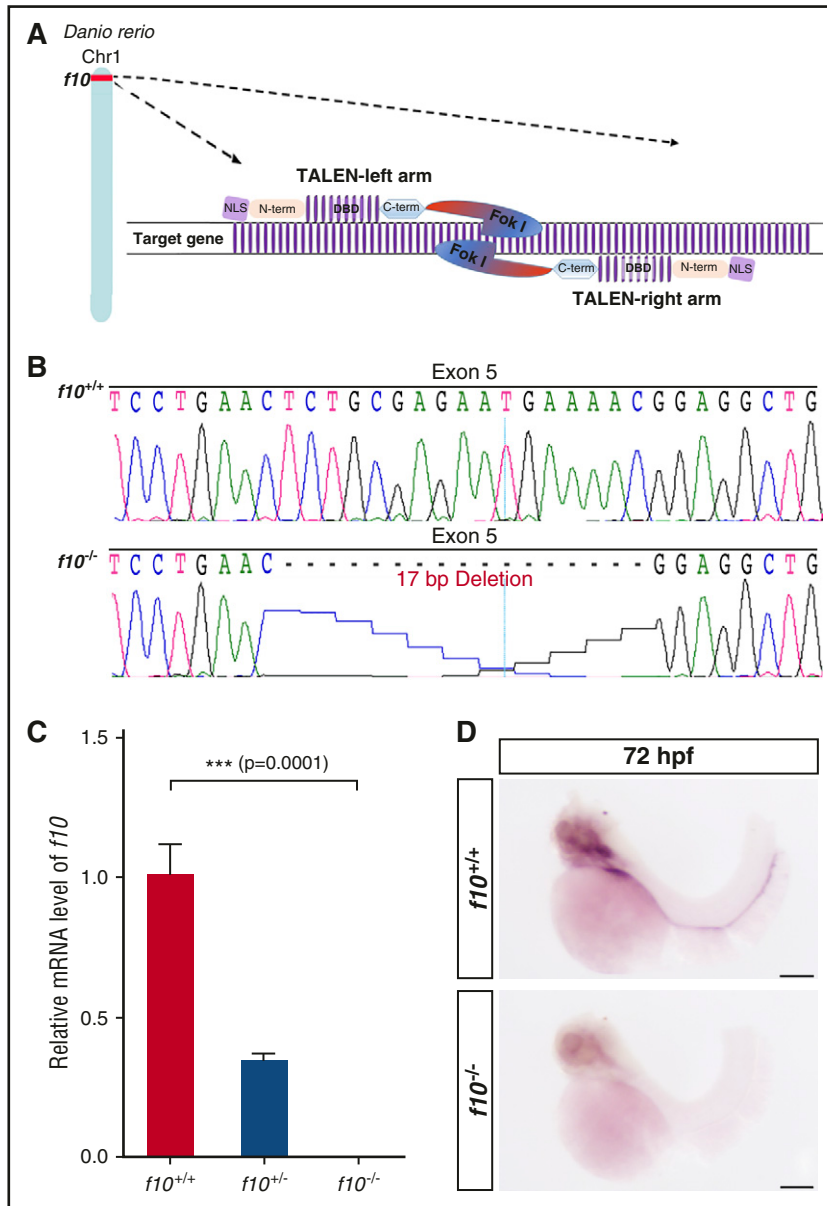 A
Danio rerio
Chr1
f10
TALEN-left arm
NLS N-term DBD C-term Fok I
Target gene
Fok I C-term DBD N-term NLS
TALEN-right arm
B
Exon 5
f10+/+
T C C T G A A C T C T G C G A G A A T G A A A A C G G A G G C T G
Exon 5
f10-/-
T C C T G A A C - - - - - - - - - - - - - - - - - G G A G G C T G
17 bp Deletion
C
Relative mRNA level of f10
1.5
1.0
0.5
0.0
*** (p=0.0001)
f10+/+ f10+/- f10-/-
D
72 hpf
f10+/+
f10-/-